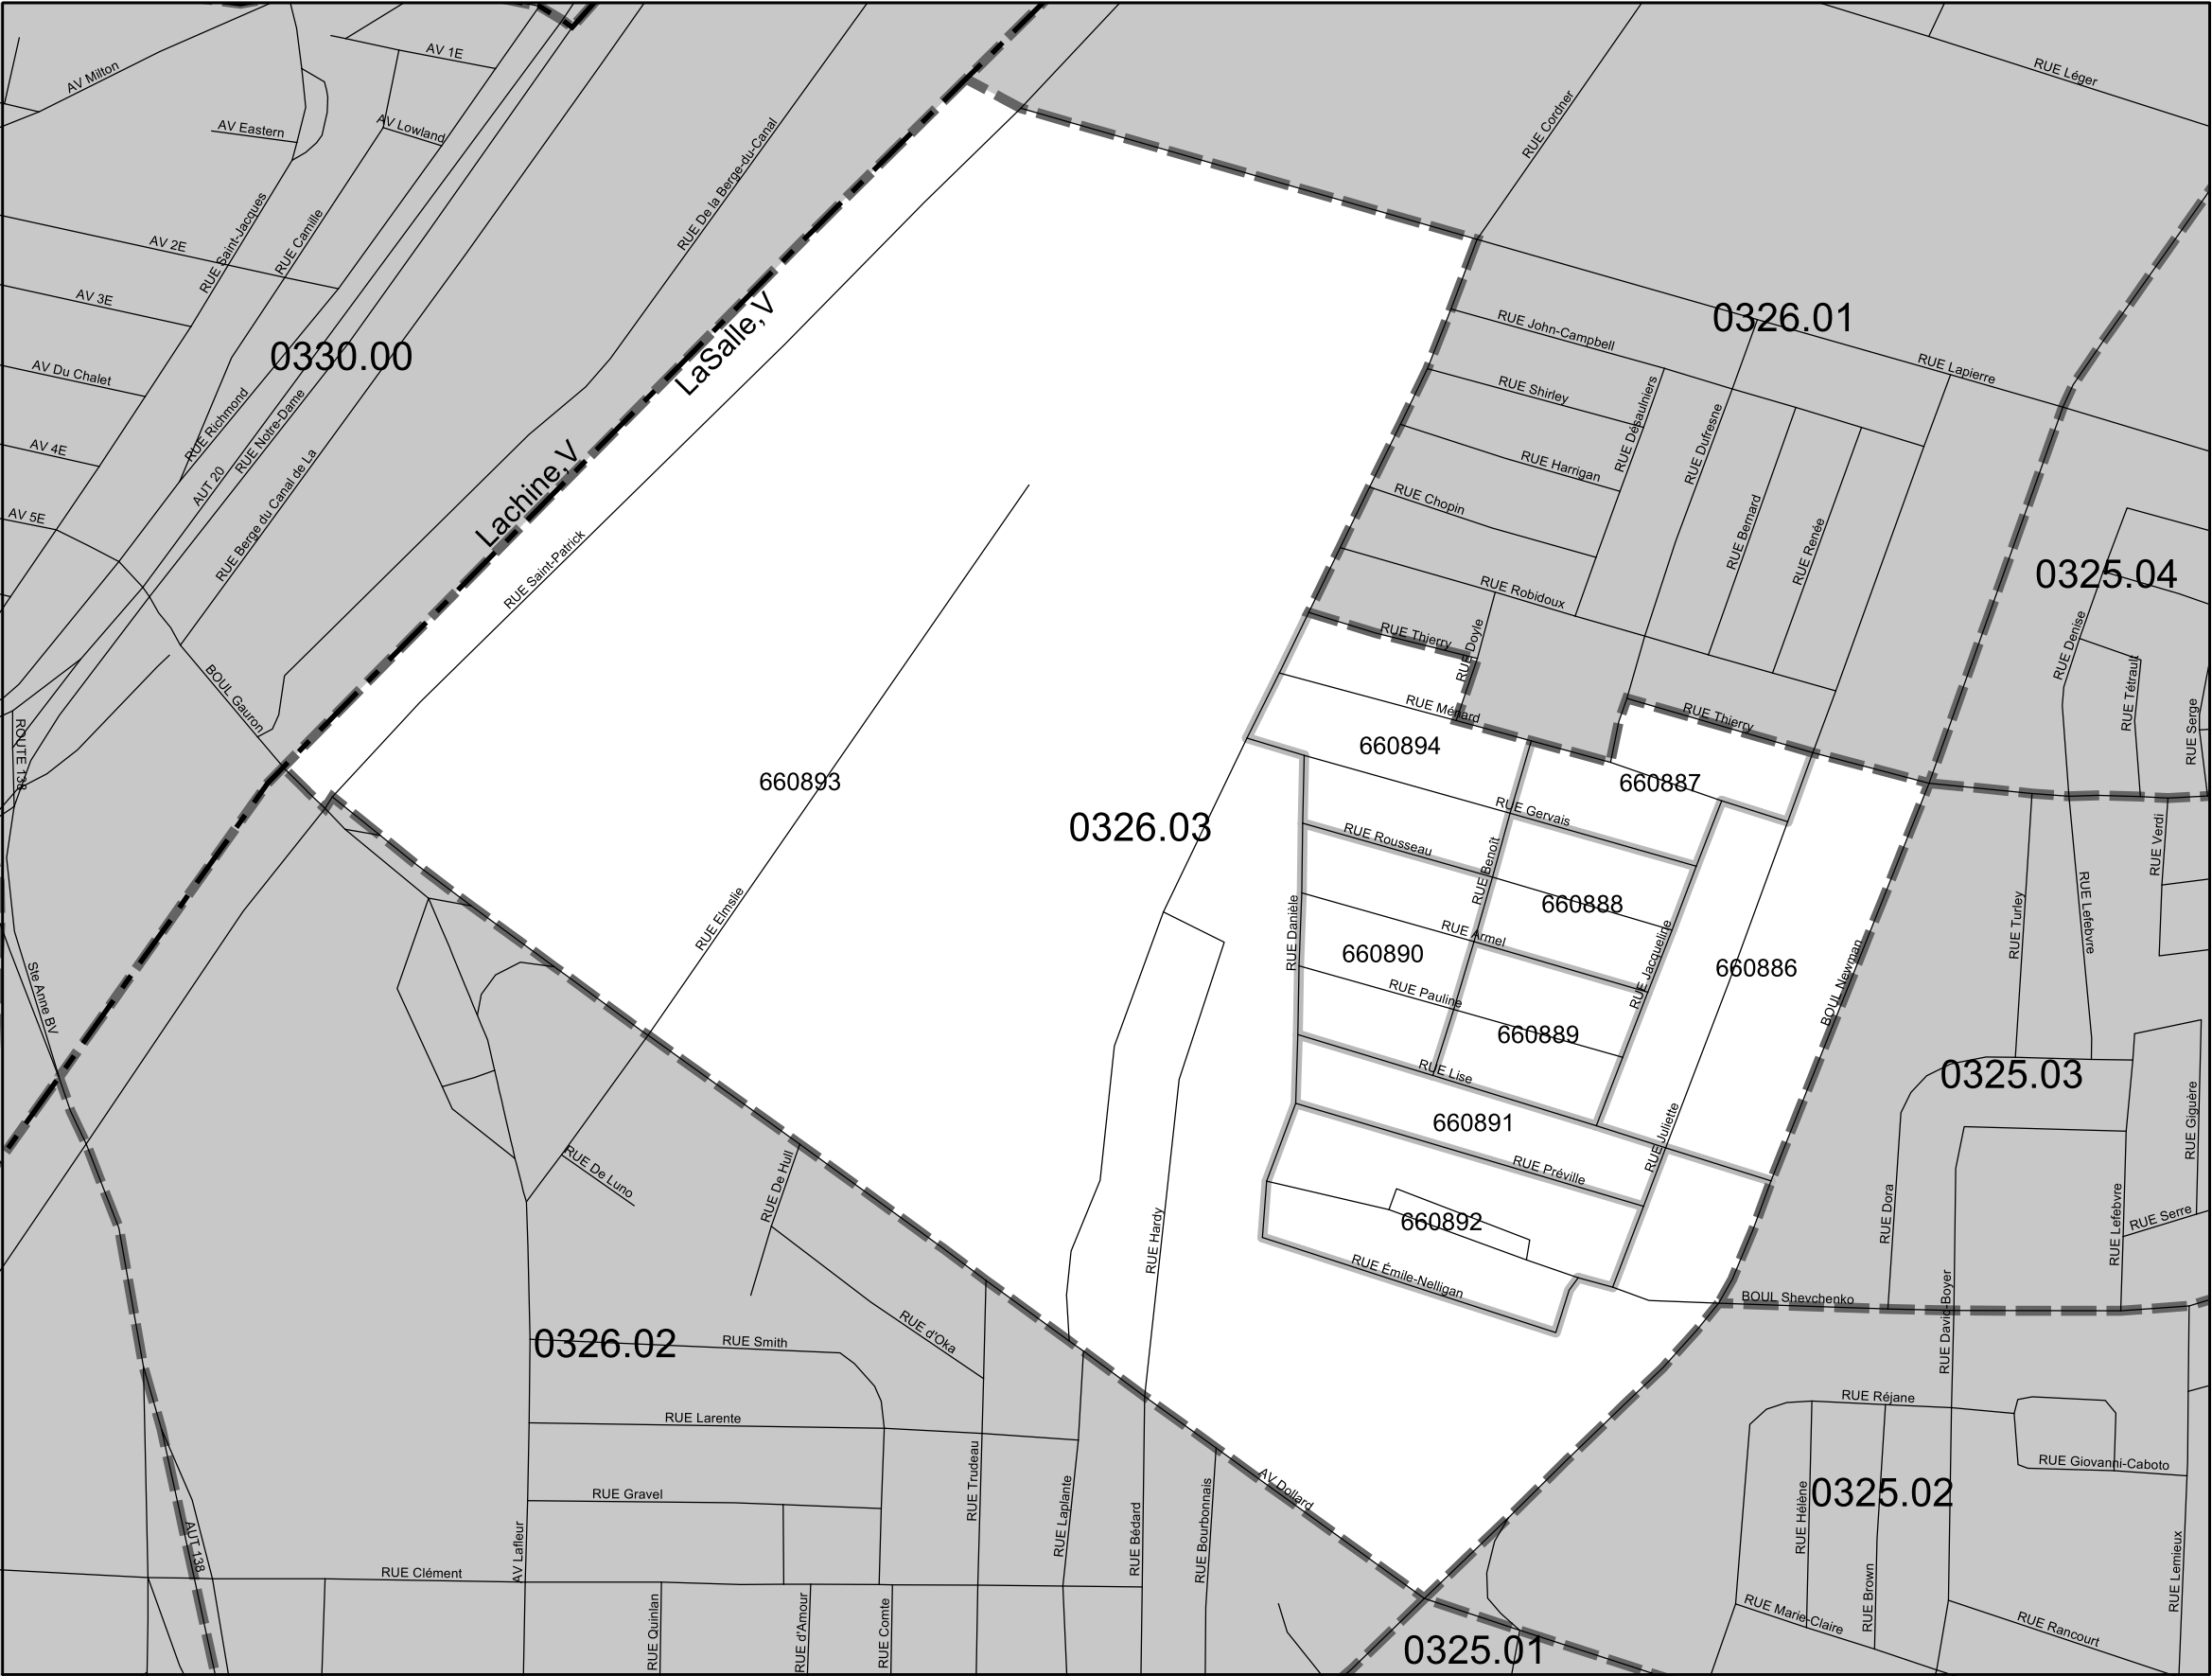 AV Milton
AV 1E
AV Eastern
AV Lowland
RUE Léger
RUE Cordner
RUE De la Berge-du-Canal
RUE Saint-Jacques
RUE Camille
AV 2E
AV 3E
0330.00
AV Du Chalet
AV 4E
AV 5E
RUE Richmond
AUT 20
RUE Notre-Dame
RUE Berge du Canal de La
LaSalle,V
Lachine,V
RUE Saint-Patrick
0326.01
RUE John-Campbell
RUE Lapierre
RUE Shirley
RUE Désaulniers
RUE Dufresne
RUE Harrigan
RUE Chopin
RUE Bernard
RUE Renée
RUE Robidoux
0325.04
RUE Denise
RUE Tétrault
RUE Serge
RUE Thierry
RUE Doyle
RUE Ménard
RUE Thierry
BOUL Gauron
ROUTE 138
660893
0326.03
660894
660887
RUE Gervais
RUE Rousseau
RUE Benoît
660888
RUE Danièle
RUE Armel
660890
RUE Jacqueline
660886
BOUL Newman
RUE Pauline
660889
RUE Lise
660891
RUE Juliette
RUE Préville
660892
RUE Émile-Nelligan
RUE Elmslie
Ste Anne BV
RUE Verdi
RUE Turley
RUE Lefebvre
0325.03
RUE Giguère
RUE Dora
RUE Lefebvre
RUE Serre
BOUL Shevchenko
RUE David-Boyer
RUE De Luno
RUE De Hull
RUE Hardy
RUE d'Oka
0326.02
RUE Smith
RUE Larente
RUE Gravel
RUE Trudeau
RUE Laplante
RUE Bédard
RUE Bourbonnais
AV Dollard
AUT 138
AV Lafleur
RUE Clément
RUE Quinlan
RUE d'Amour
RUE Comte
RUE Réjane
RUE Giovanni-Caboto
0325.02
RUE Hélène
RUE Brown
RUE Lemieux
RUE Marie-Claire
RUE Rancourt
0325.01